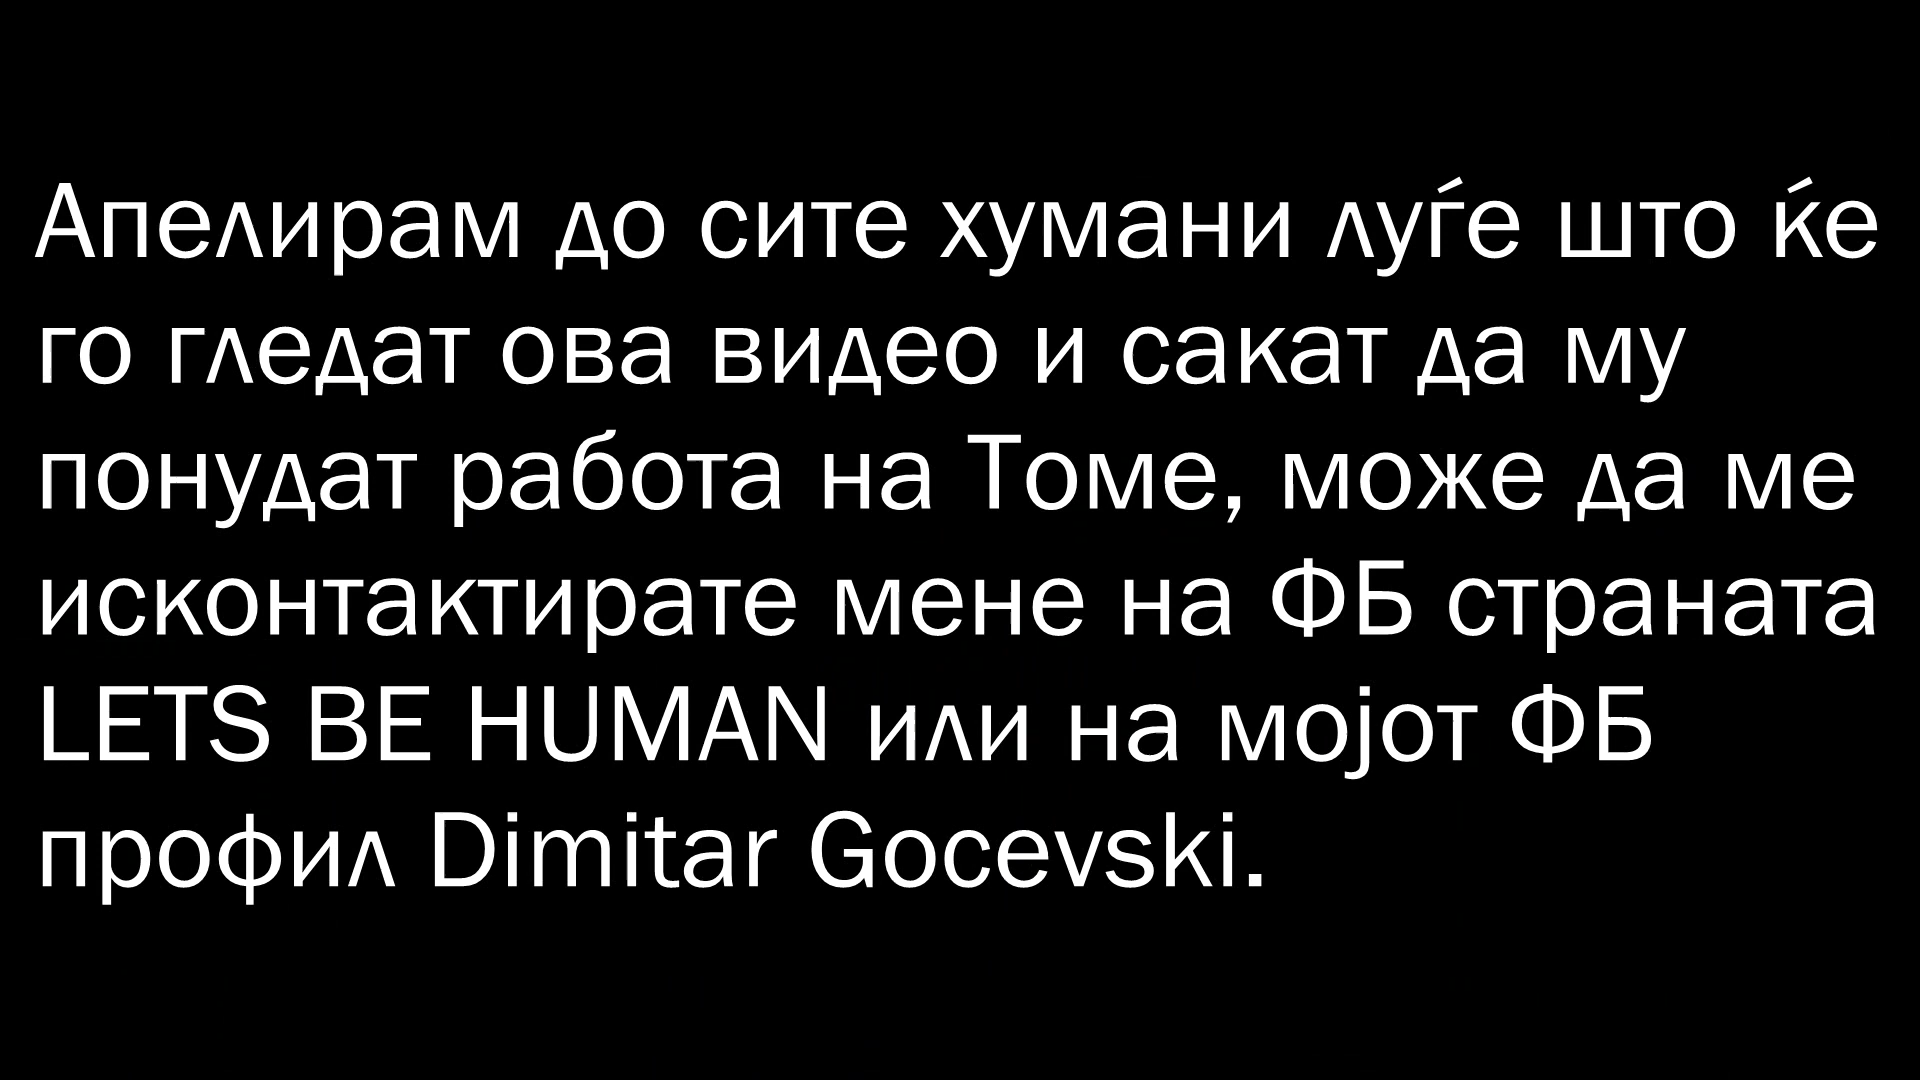 Апелирам до сите хумани луѓе што ќе
го гледат ова видео и сакат да му
понудат работа на Томе, може да ме
исконтактирате мене на ФБ страната
LETS BE HUMAN или на мојот ФБ
профил Dimitar Gocevski.